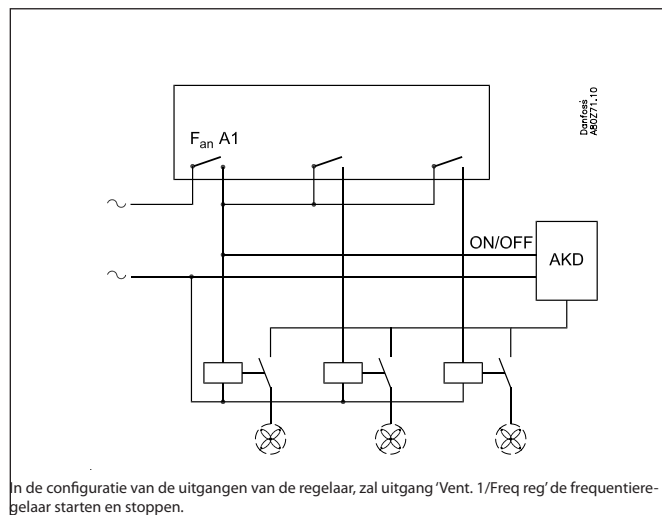 Danfoss
A80Z71.10
Fan A1
ON/OFF
AKD
In de configuratie van de uitgangen van de regelaar, zal uitgang 'Vent. 1/Freq reg' de frequentiere-
gelaar starten en stoppen.